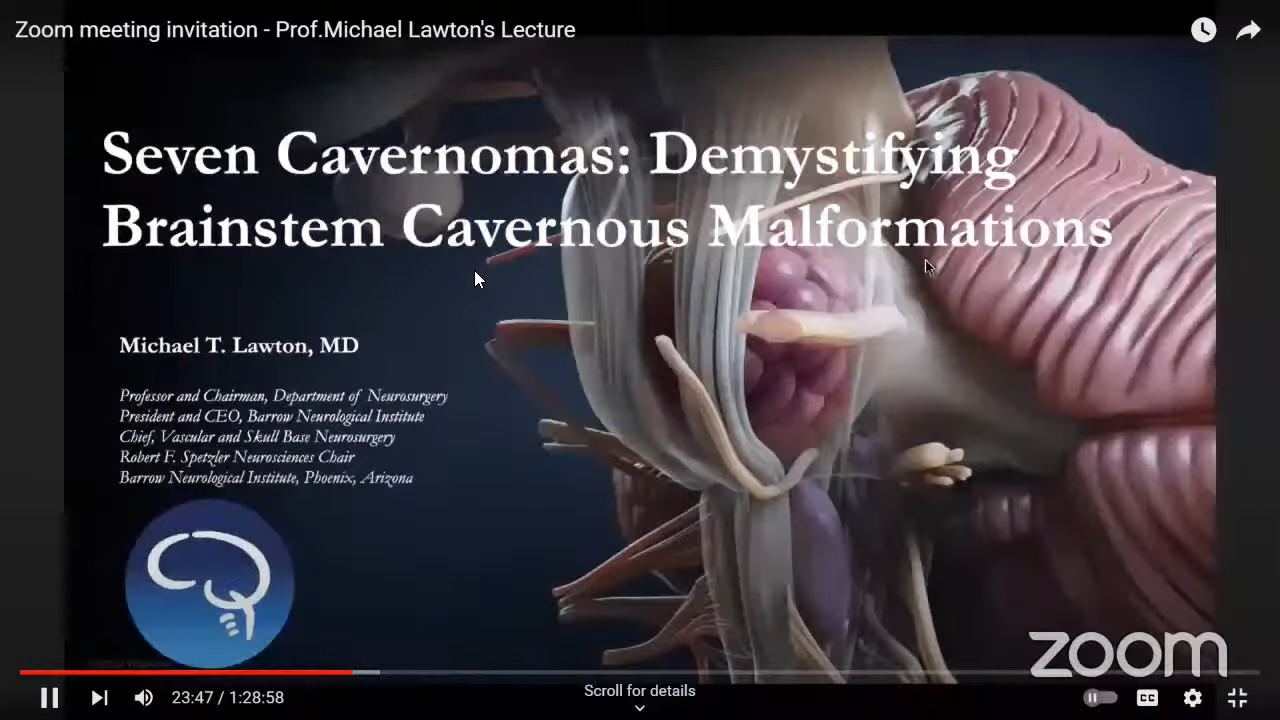 Zoom meeting invitation - Prof.Michael Lawton's Lecture
Seven Cavernomas: Demystifying
Brainstem Cavernous Malformations
Michael T. Lawton, MD
Professor and Chairman, Department of Neurosurgery
President and CEO, Barrow Neurological Institute
Chief, Vascular and Skull Base Neurosurgery
Robert F. Spetzler Neurosciences Chair
Barrow Neurological Institute, Phoenix, Arizona
zoom
23:47 / 1:28:58
Scroll for details
CC